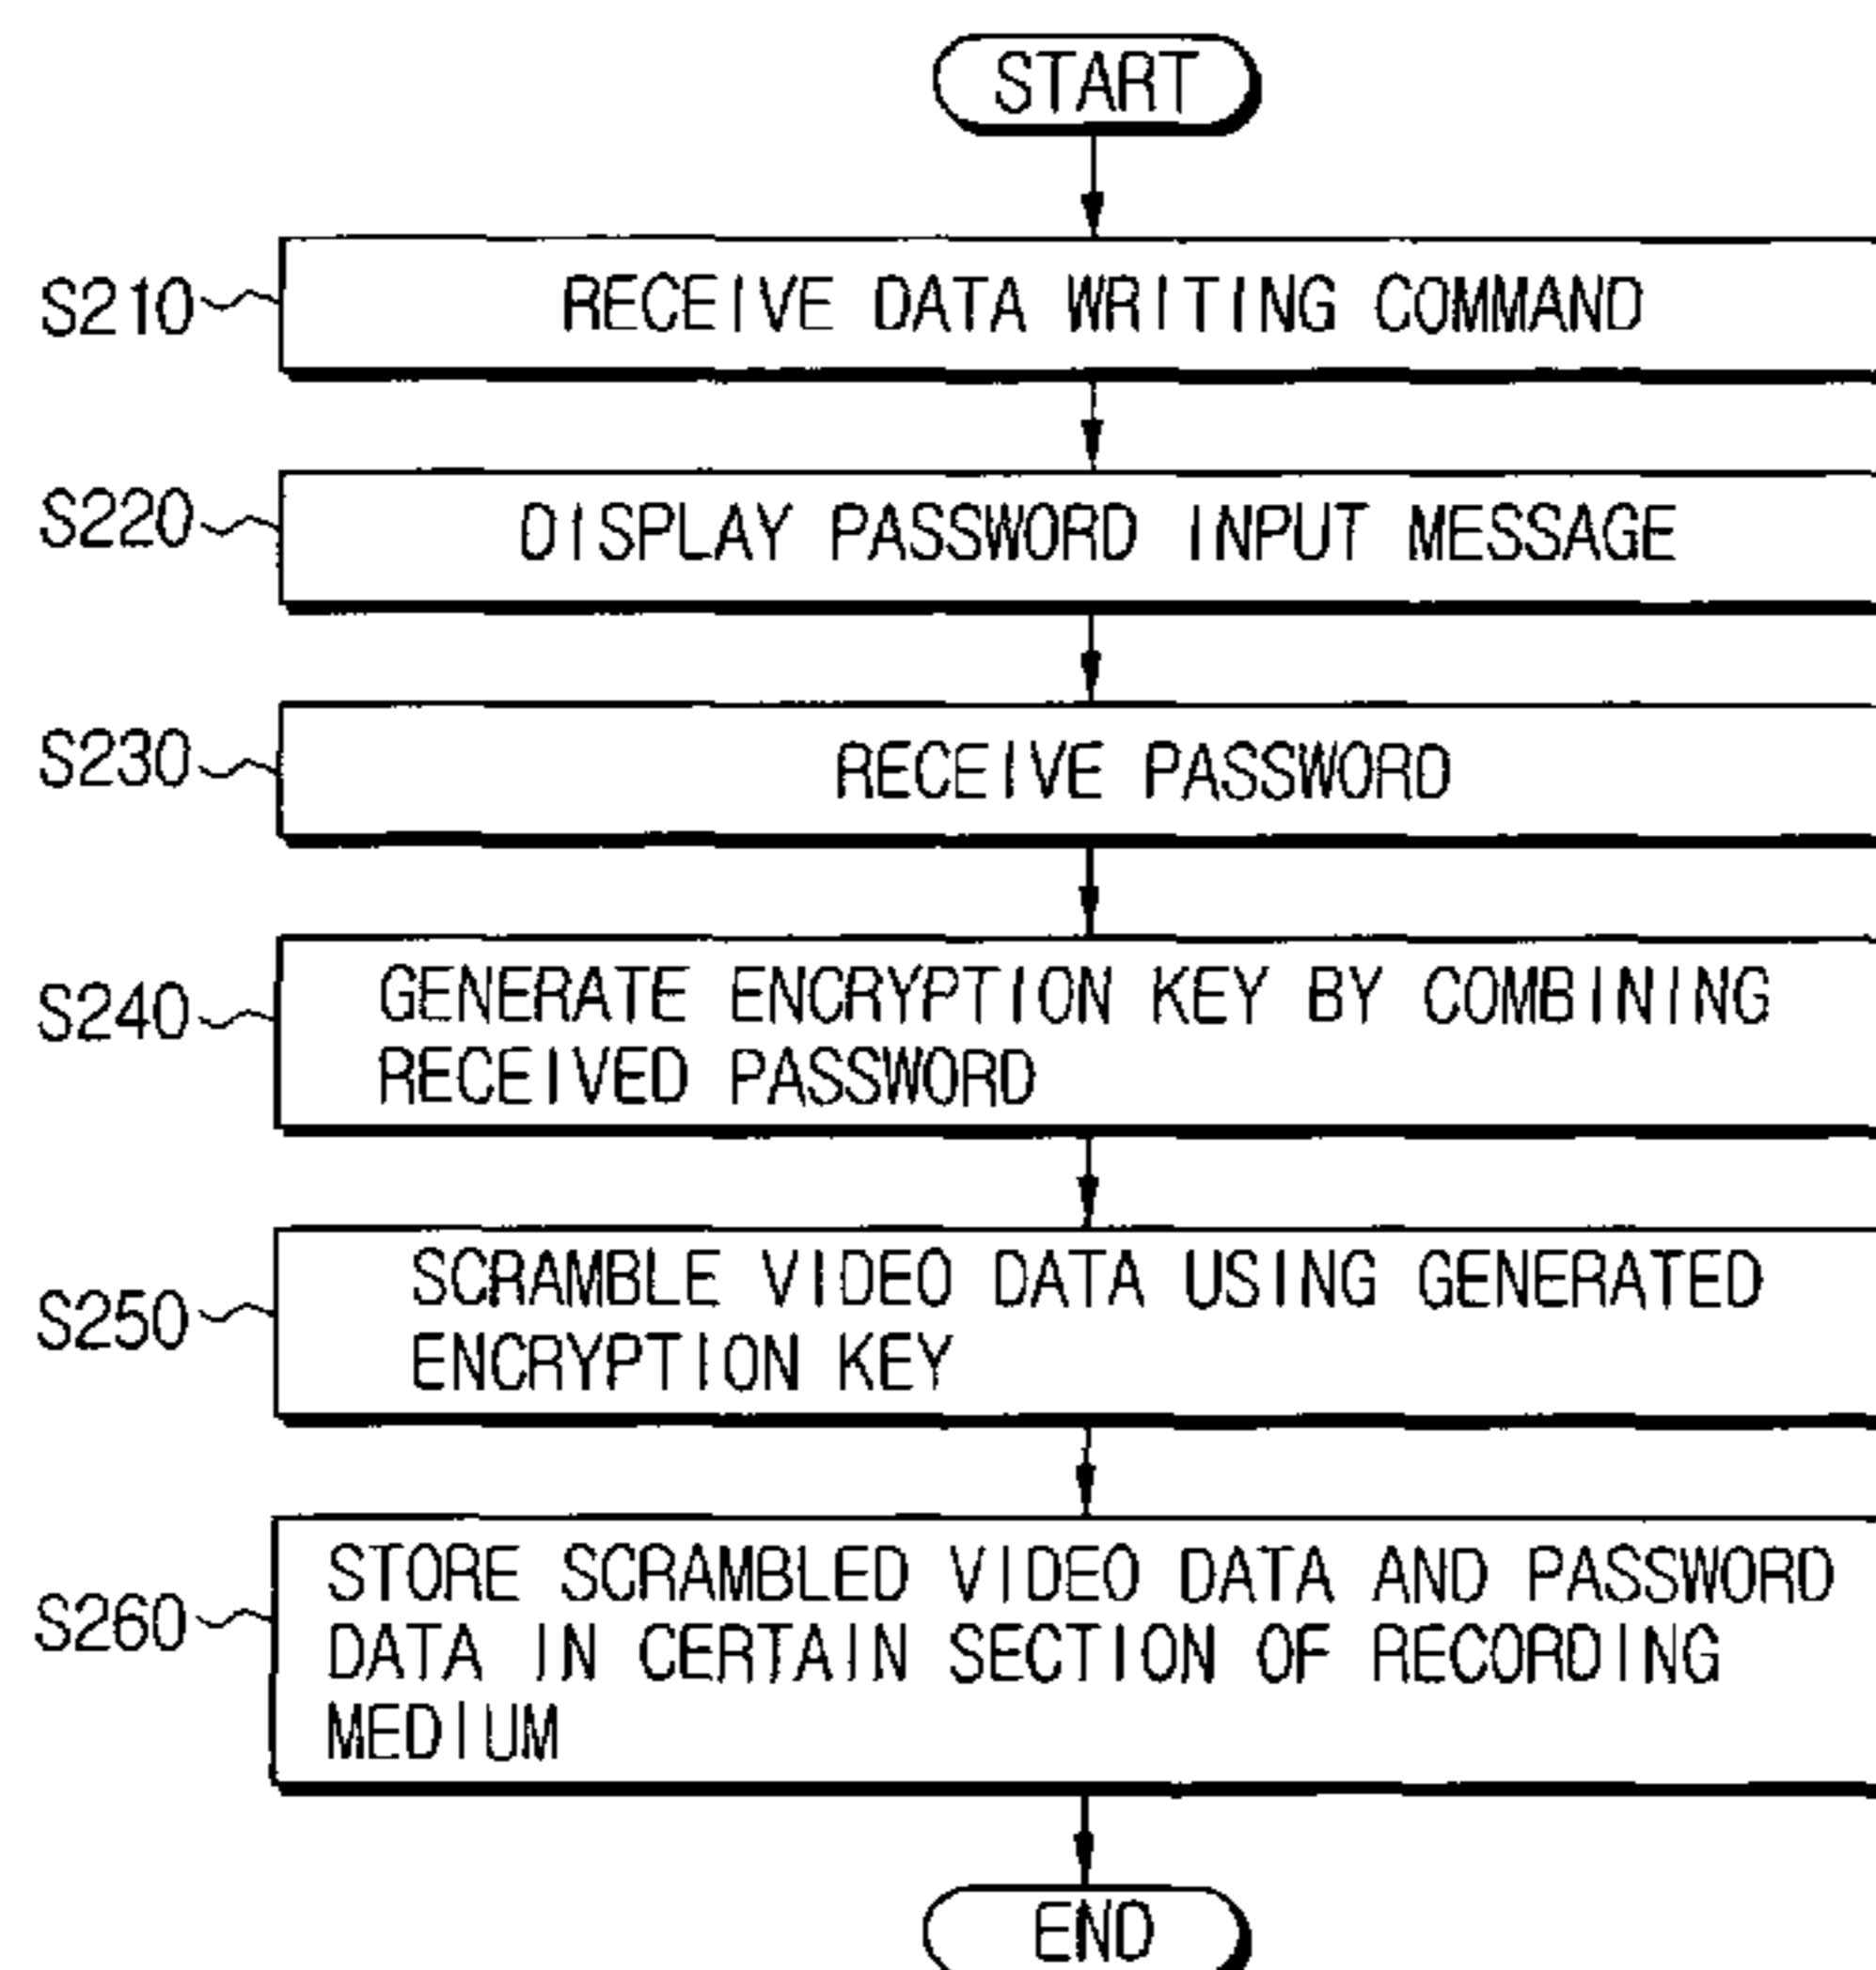 START
S210 RECEIVE DATA WRITING COMMAND
S220 DISPLAY PASSWORD INPUT MESSAGE
S230 RECEIVE PASSWORD
S240 GENERATE ENCRYPTION KEY BY COMBINING
RECEIVED PASSWORD
S250 SCRAMBLE VIDEO DATA USING GENERATED
ENCRYPTION KEY
S260 STORE SCRAMBLED VIDEO DATA AND PASSWORD
DATA IN CERTAIN SECTION OF RECORDING
MEDIUM
END